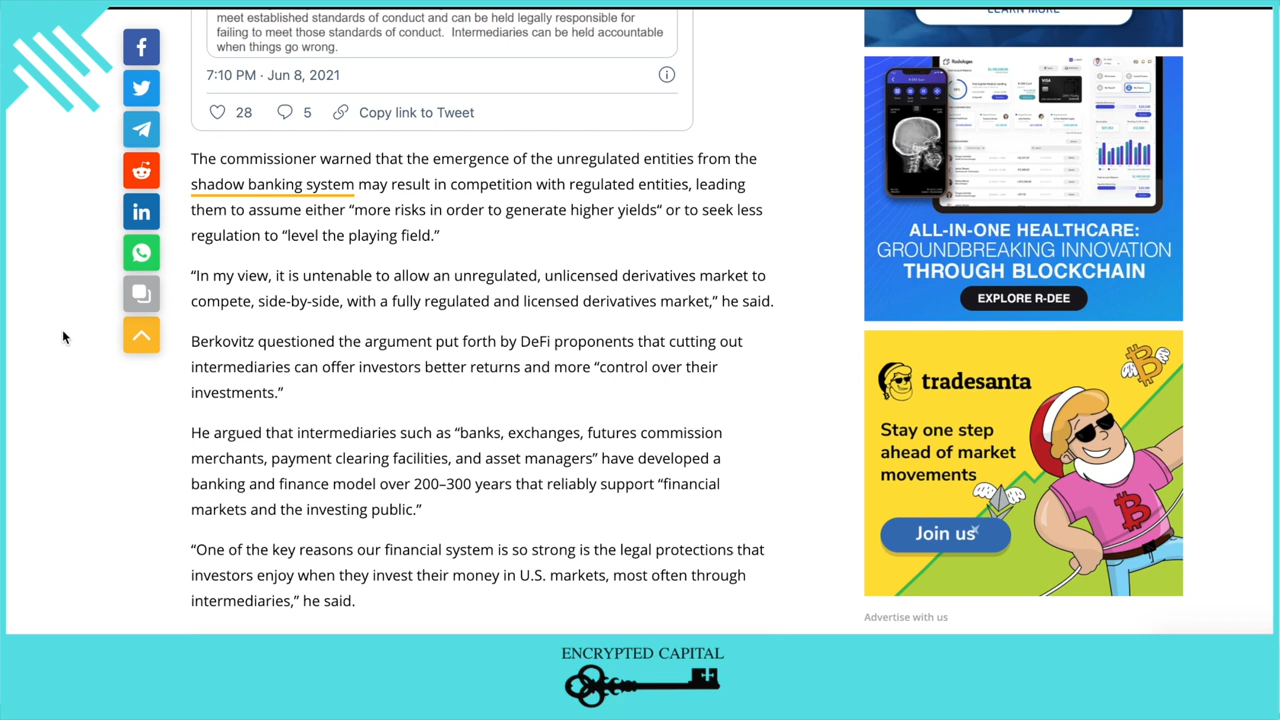 meet established standards of conduct and can be held legally responsible for
failing to meet those standards of conduct. Intermediaries can be held accountable
when things go wrong.
7:10 PM · Jun 2021
5 Copy link to Tweet
The commissioner warned that the emergence of the unregulated entities from the
shadow may result in competition with regulated entities, leading
them to “more risks in order to generate higher yields“ or to seek less
regulation to “level the playing field.”
“In my view, it is untenable to allow an unregulated, unlicensed derivatives market to
compete, side-by-side, with a fully regulated and licensed derivatives market,” he said.
Berkovitz questioned the argument put forth by DeFi proponents that cutting out
intermediaries can offer investors better returns and more “control over their
investments.”
He argued that intermediaries such as “banks, exchanges, futures commission
merchants, payment clearing facilities, and asset managers” have developed a
banking and finance model over 200–300 years that reliably support “financial
markets and the investing public.”
“One of the key reasons our financial system is so strong is the legal protections that
investors enjoy when they invest their money in U.S. markets, most often through
intermediaries,” he said.
LEARN MORE
ALL-IN-ONE HEALTHCARE:
GROUNDBREAKING INNOVATION
THROUGH BLOCKCHAIN
EXPLORE R-DEE
tradesanta
Stay one step
ahead of market
movements
Join us
Advertise with us
ENCRYPTED CAPITAL